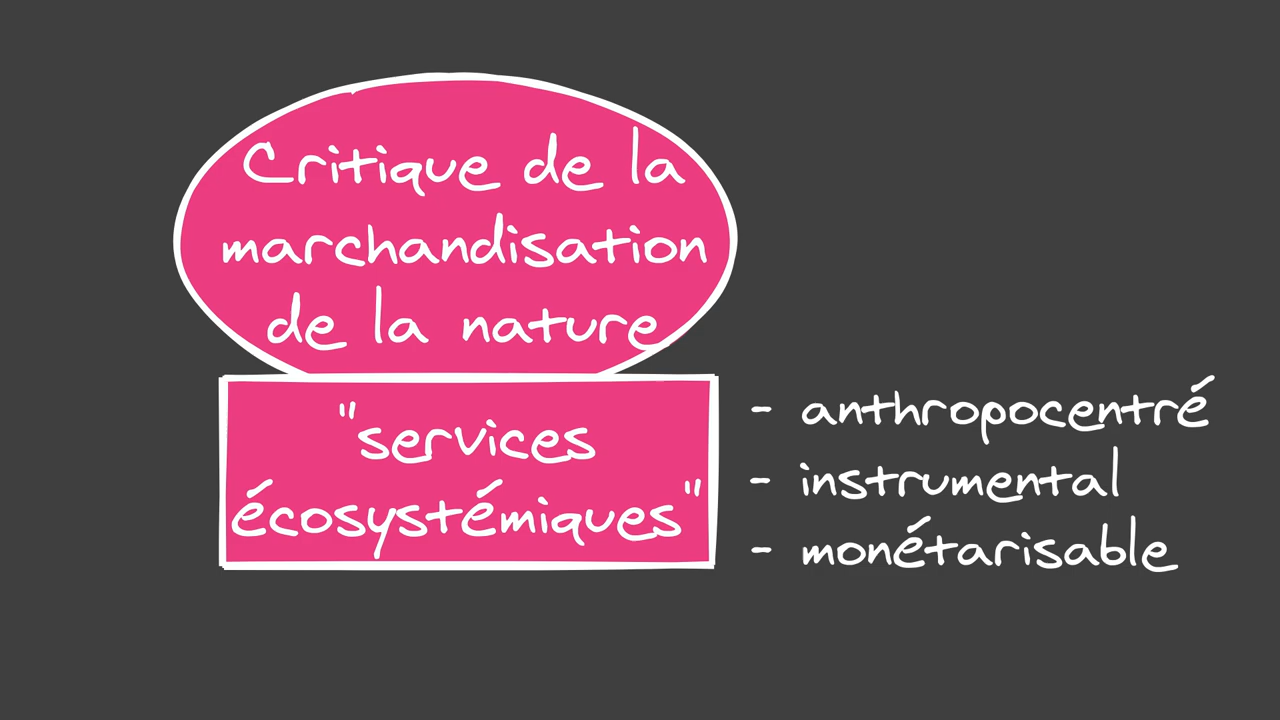 Critique de la
marchandisation
de la nature
"services
écosystémiques"
- anthropocentré
- instrumental
- monétarisable